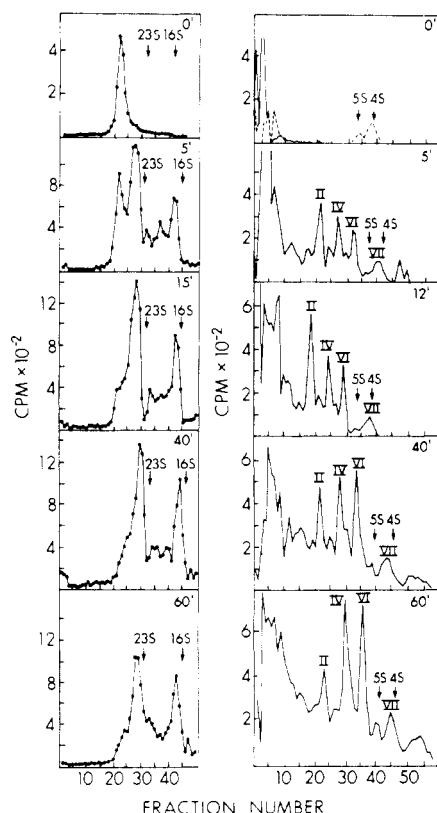 0' 0'
23S 16S
4
2
5S 4S
4
2
5' 5'
23S 16S
8
4
II IV VI 5S 4S
VII
4
2
15' 12'
23S 16S
12
8
4
CPM × 10⁻²
II IV VI 5S 4S
VII
6
4
2
CPM × 10⁻²
40' 40'
23S 16S
12
8
4
II IV VI
5S 4S
VII
6
4
2
60' 60'
23S 16S
12
8
4
II IV VI
5S 4S
VII
6
4
2
10 20 30 40 10 20 30 40 50
FRACTION NUMBER